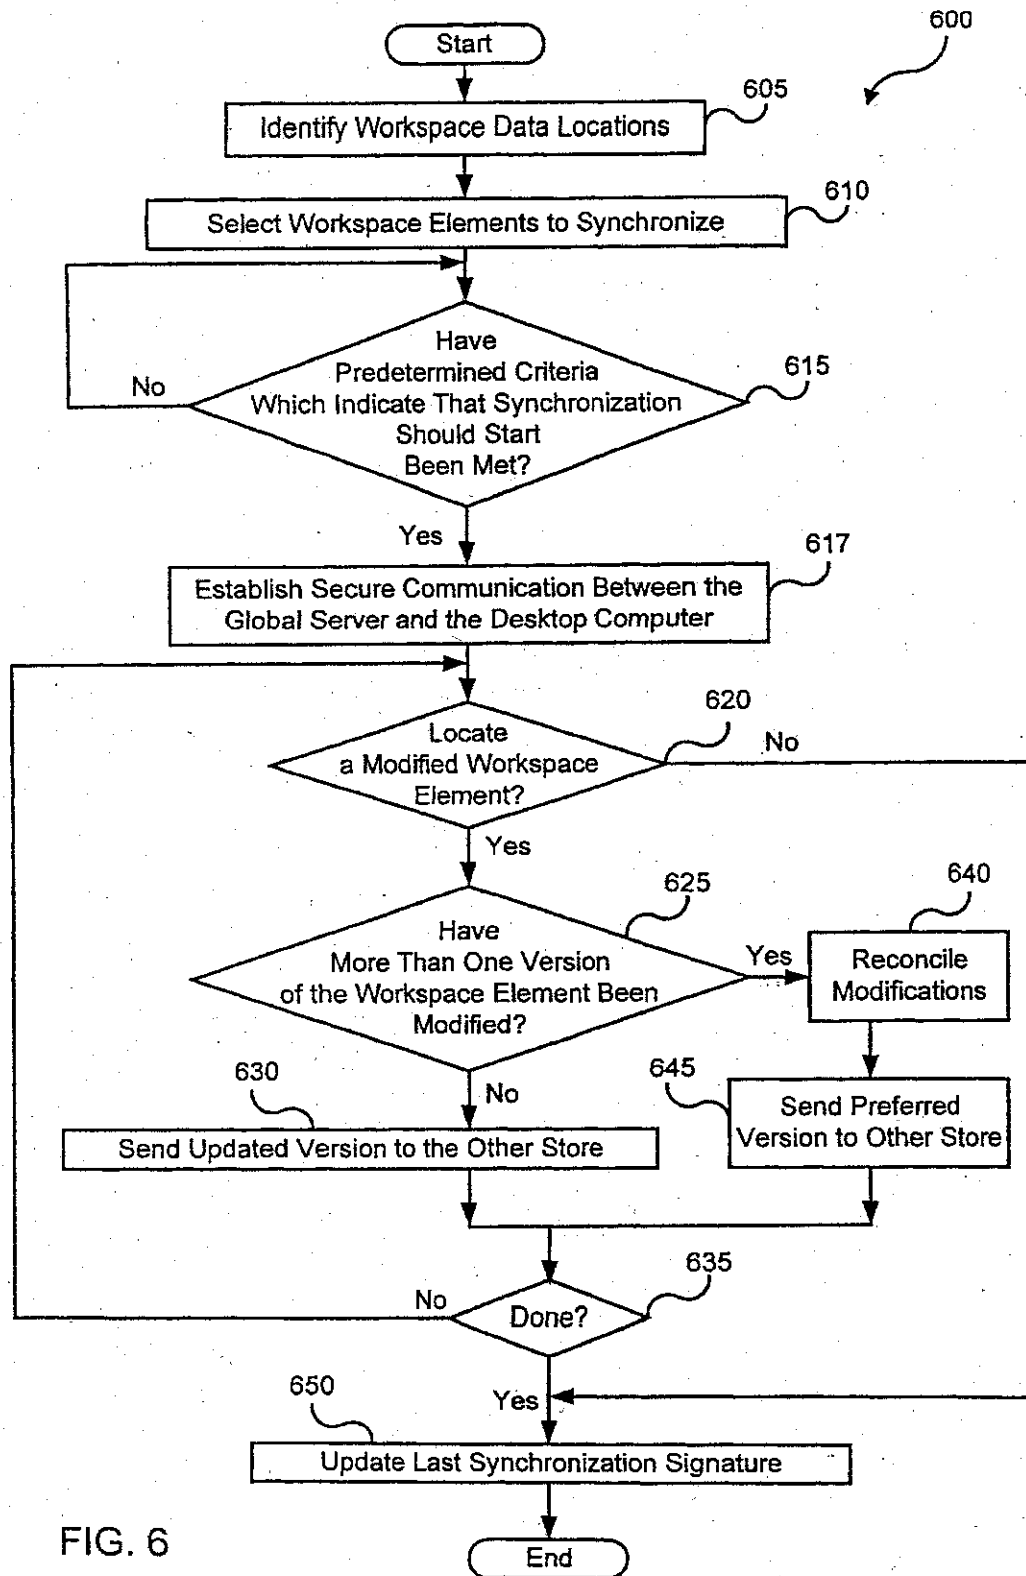 600
Start
605
Identify Workspace Data Locations
610
Select Workspace Elements to Synchronize
Have
Predetermined Criteria
Which Indicate That Synchronization
Should Start
Been Met?
615
No
Yes
617
Establish Secure Communication Between the
Global Server and the Desktop Computer
620
Locate
a Modified Workspace
Element?
No
Yes
625
Have
More Than One Version
of the Workspace Element Been
Modified?
Yes
640
Reconcile
Modifications
No
630
Send Updated Version to the Other Store
645
Send Preferred
Version to Other Store
635
Done?
No
Yes
650
Update Last Synchronization Signature
End
FIG. 6